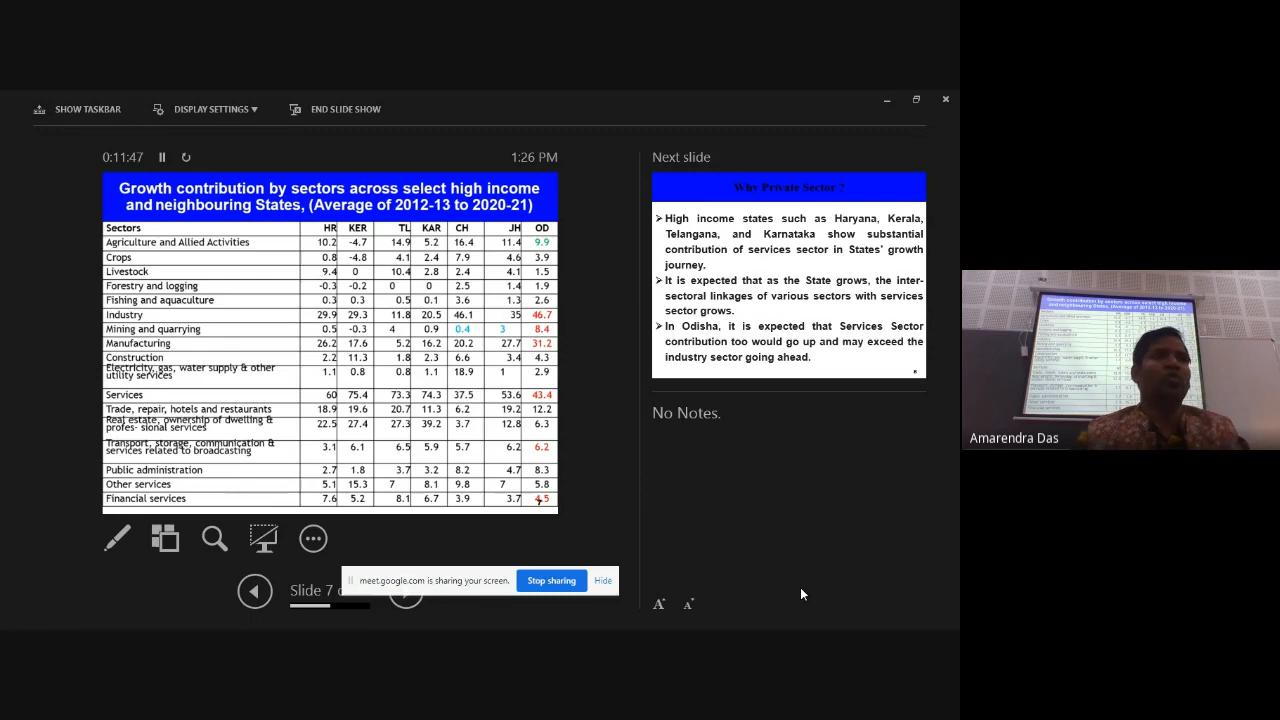 SHOW TASKBAR DISPLAY SETTINGS END SLIDE SHOW
0:11:47 1:26 PM
Growth contribution by sectors across select high income
and neighbouring States, (Average of 2012-13 to 2020-21)
Sectors HR KER TL KAR CH JH OD
Agriculture and Allied Activities 10.2 -4.7 14.9 5.2 16.4 11.4 9.9
Crops 0.8 -4.8 4.1 2.4 7.9 4.6 3.9
Livestock 9.4 0 10.4 2.8 2.4 4.1 1.5
Forestry and logging -0.3 -0.2 0 0 2.5 1.4 1.9
Fishing and aquaculture 0.3 0.3 0.5 0.1 3.6 1.3 2.6
Industry 29.9 29.3 11.8 20.5 46.1 35 46.7
Mining and quarrying 0.5 -0.3 4 0.9 0.4 3 8.4
Manufacturing 26.2 17.6 5.2 16.2 20.2 27.7 31.2
Construction 2.2 11.3 1.8 2.3 6.6 3.4 4.3
Electricity, gas, water supply & other
utility services 1.1 0.8 0.8 1.1 18.9 1 2.9
Services 60 75.4 73.3 74.3 37.5 53.6 43.4
Trade, repair, hotels and restaurants 18.9 19.6 20.7 11.3 6.2 19.2 12.2
Real estate, ownership of dwelling &
profes- sional services 22.5 27.4 27.3 39.2 3.7 12.8 6.3
Transport, storage, communication &
services related to broadcasting 3.1 6.1 6.5 5.9 5.7 6.2 6.2
Public administration 2.7 1.8 3.7 3.2 8.2 4.7 8.3
Other services 5.1 15.3 7 8.1 9.8 7 5.8
Financial services 7.6 5.2 8.1 6.7 3.9 3.7 4.5
7
Slide 7
meet.google.com is sharing your screen. Stop sharing Hide
Next slide
Why Private Sector ?
High income states such as Haryana, Kerala,
Telangana, and Karnataka show substantial
contribution of services sector in States' growth
journey.
It is expected that as the State grows, the inter-
sectoral linkages of various sectors with services
sector grows.
In Odisha, it is expected that Services Sector
contribution too would go up and may exceed the
industry sector going ahead.
8
No Notes.
A A
Amarendra Das